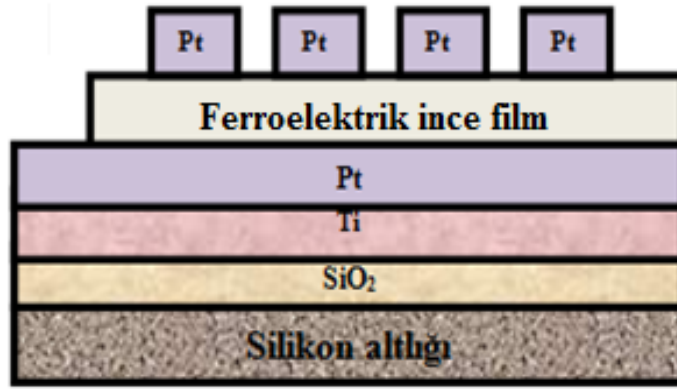 Pt Pt Pt Pt
Ferroelektrik ince film
Pt
Ti
SiO₂
Silikon altlığı